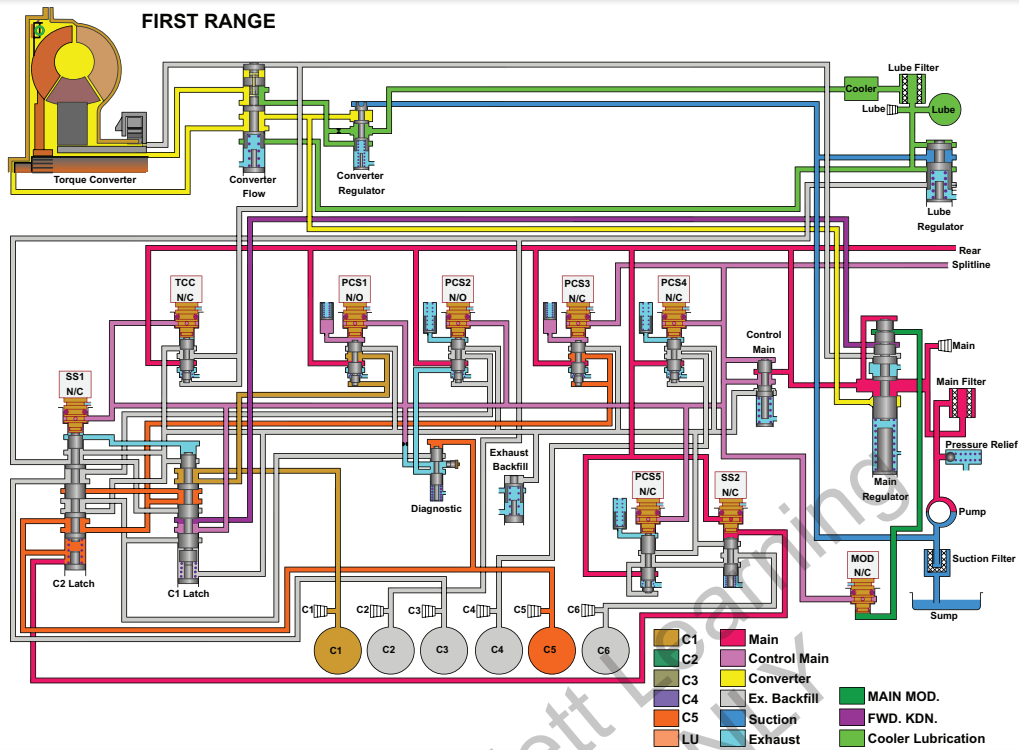 FIRST RANGE
Torque Converter
Converter
Flow
Converter
Regulator
Cooler
Lube Filter
Lube
Lube
Lube
Regulator
Rear
Splitline
TCC
N/C
PCS1
N/O
PCS2
N/O
PCS3
N/C
PCS4
N/C
Control
Main
Main
Main Filter
Pressure Relief
SS1
N/C
Main
Regulator
Exhaust
Backfill
Diagnostic
PCS5
N/C
SS2
N/C
Pump
MOD
N/C
Suction Filter
Sump
C2 Latch
C1 Latch
C1
C2
C3
C4
C5
C6
C1
C2
C3
C4
C5
C6
C1
C2
C3
C4
C5
LU
Main
Control Main
Converter
Ex. Backfill
Suction
Exhaust
MAIN MOD.
FWD. KDN.
Cooler Lubrication
ett Learning
NLY